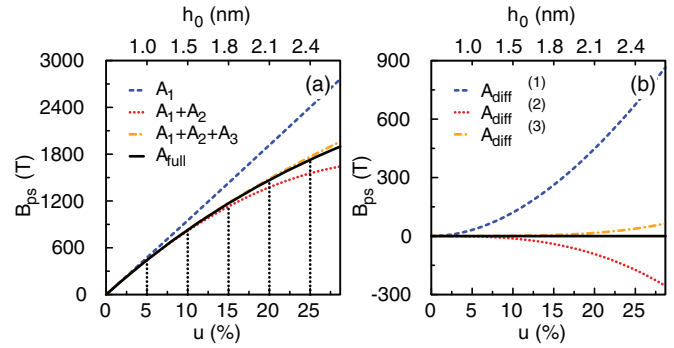 h₀ (nm)
1.0 1.5 1.8 2.1 2.4
3000
2400
1800
1200
600
0
B_ps (T)
(a)
A₁
A₁+A₂
A₁+A₂+A₃
A_full
0 5 10 15 20 25
u (%)
h₀ (nm)
1.0 1.5 1.8 2.1 2.4
900
600
300
0
-300
B_ps (T)
(b)
A_diff ⁽¹⁾
A_diff ⁽²⁾
A_diff ⁽³⁾
0 5 10 15 20 25
u (%)